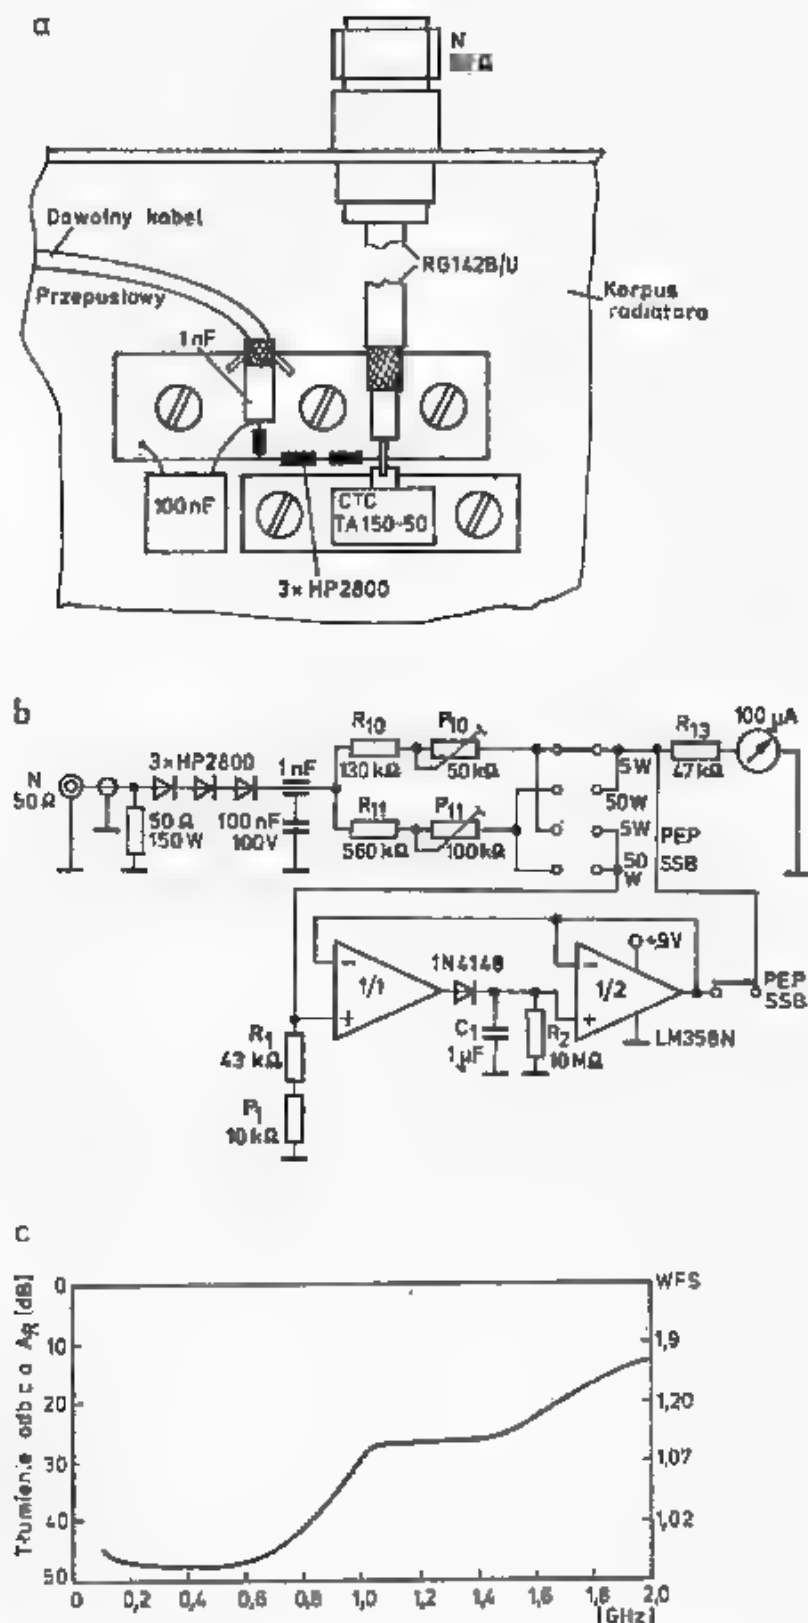 a
N
Dowolny kabel
Przepustowy
1nF
RG142B/U
Korpus
radiatora
100nF
CTC
TA150-50
3×HP2800
b
N
50Ω
3×HP2800
50Ω
150W
1nF
100nF
100V
R10
130kΩ
P10
50kΩ
R11
560kΩ
P11
100kΩ
5W
50W
5W
50
W
PEP
SSB
R13
47kΩ
100 µA
1/1
1N4148
C1
1µF
R2
10MΩ
1/2
+9V
LM358N
PEP
SSB
R1
43 kΩ
P1
10kΩ
c
Tłumienie odbicia AR [dB]
0
10
20
30
40
50
WFS
1,9
1,20
1,07
1,02
0
0,2
0,4
0,6
0,8
1,0
1,2
1,4
1,6
1,8
2,0
[GHz]